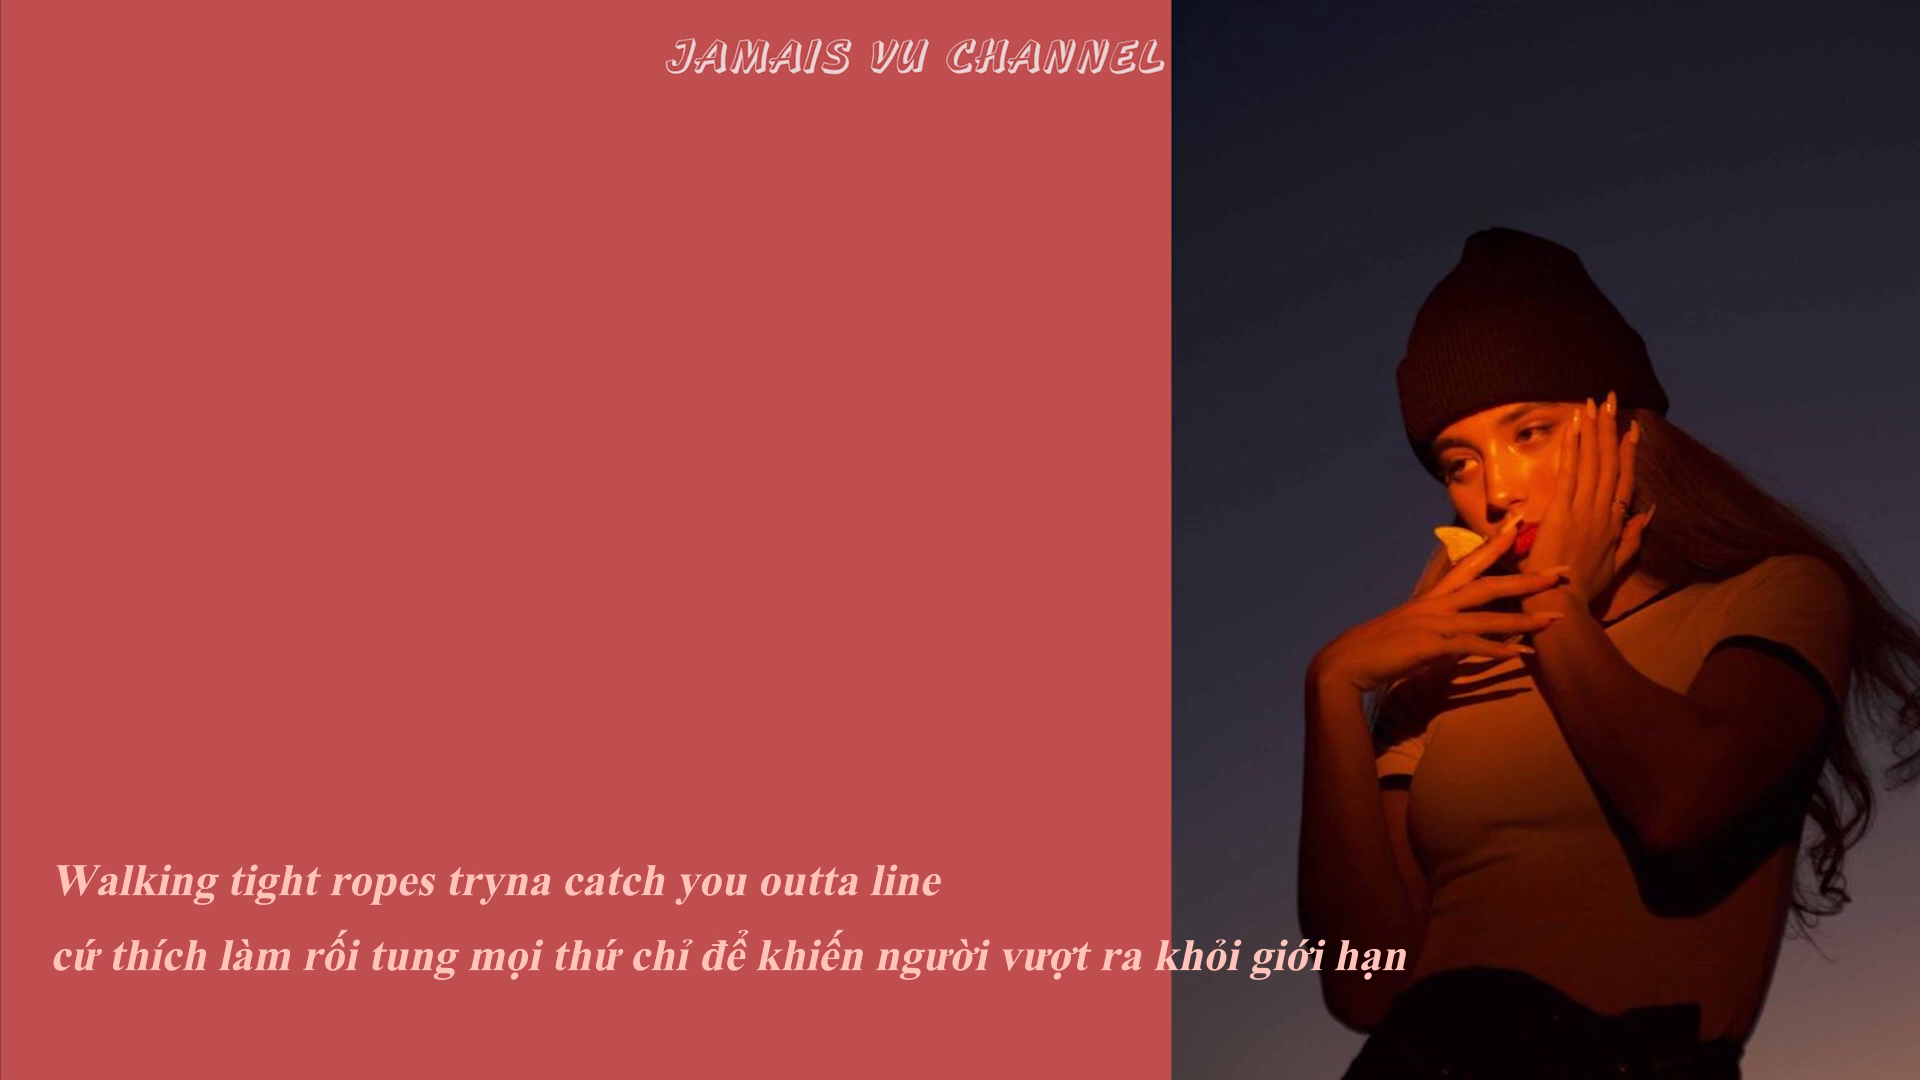 JAMAIS VU CHANNEL
Walking tight ropes tryna catch you outta line
cứ thích làm rối tung mọi thứ chỉ để khiến người vượt ra khỏi giới hạn